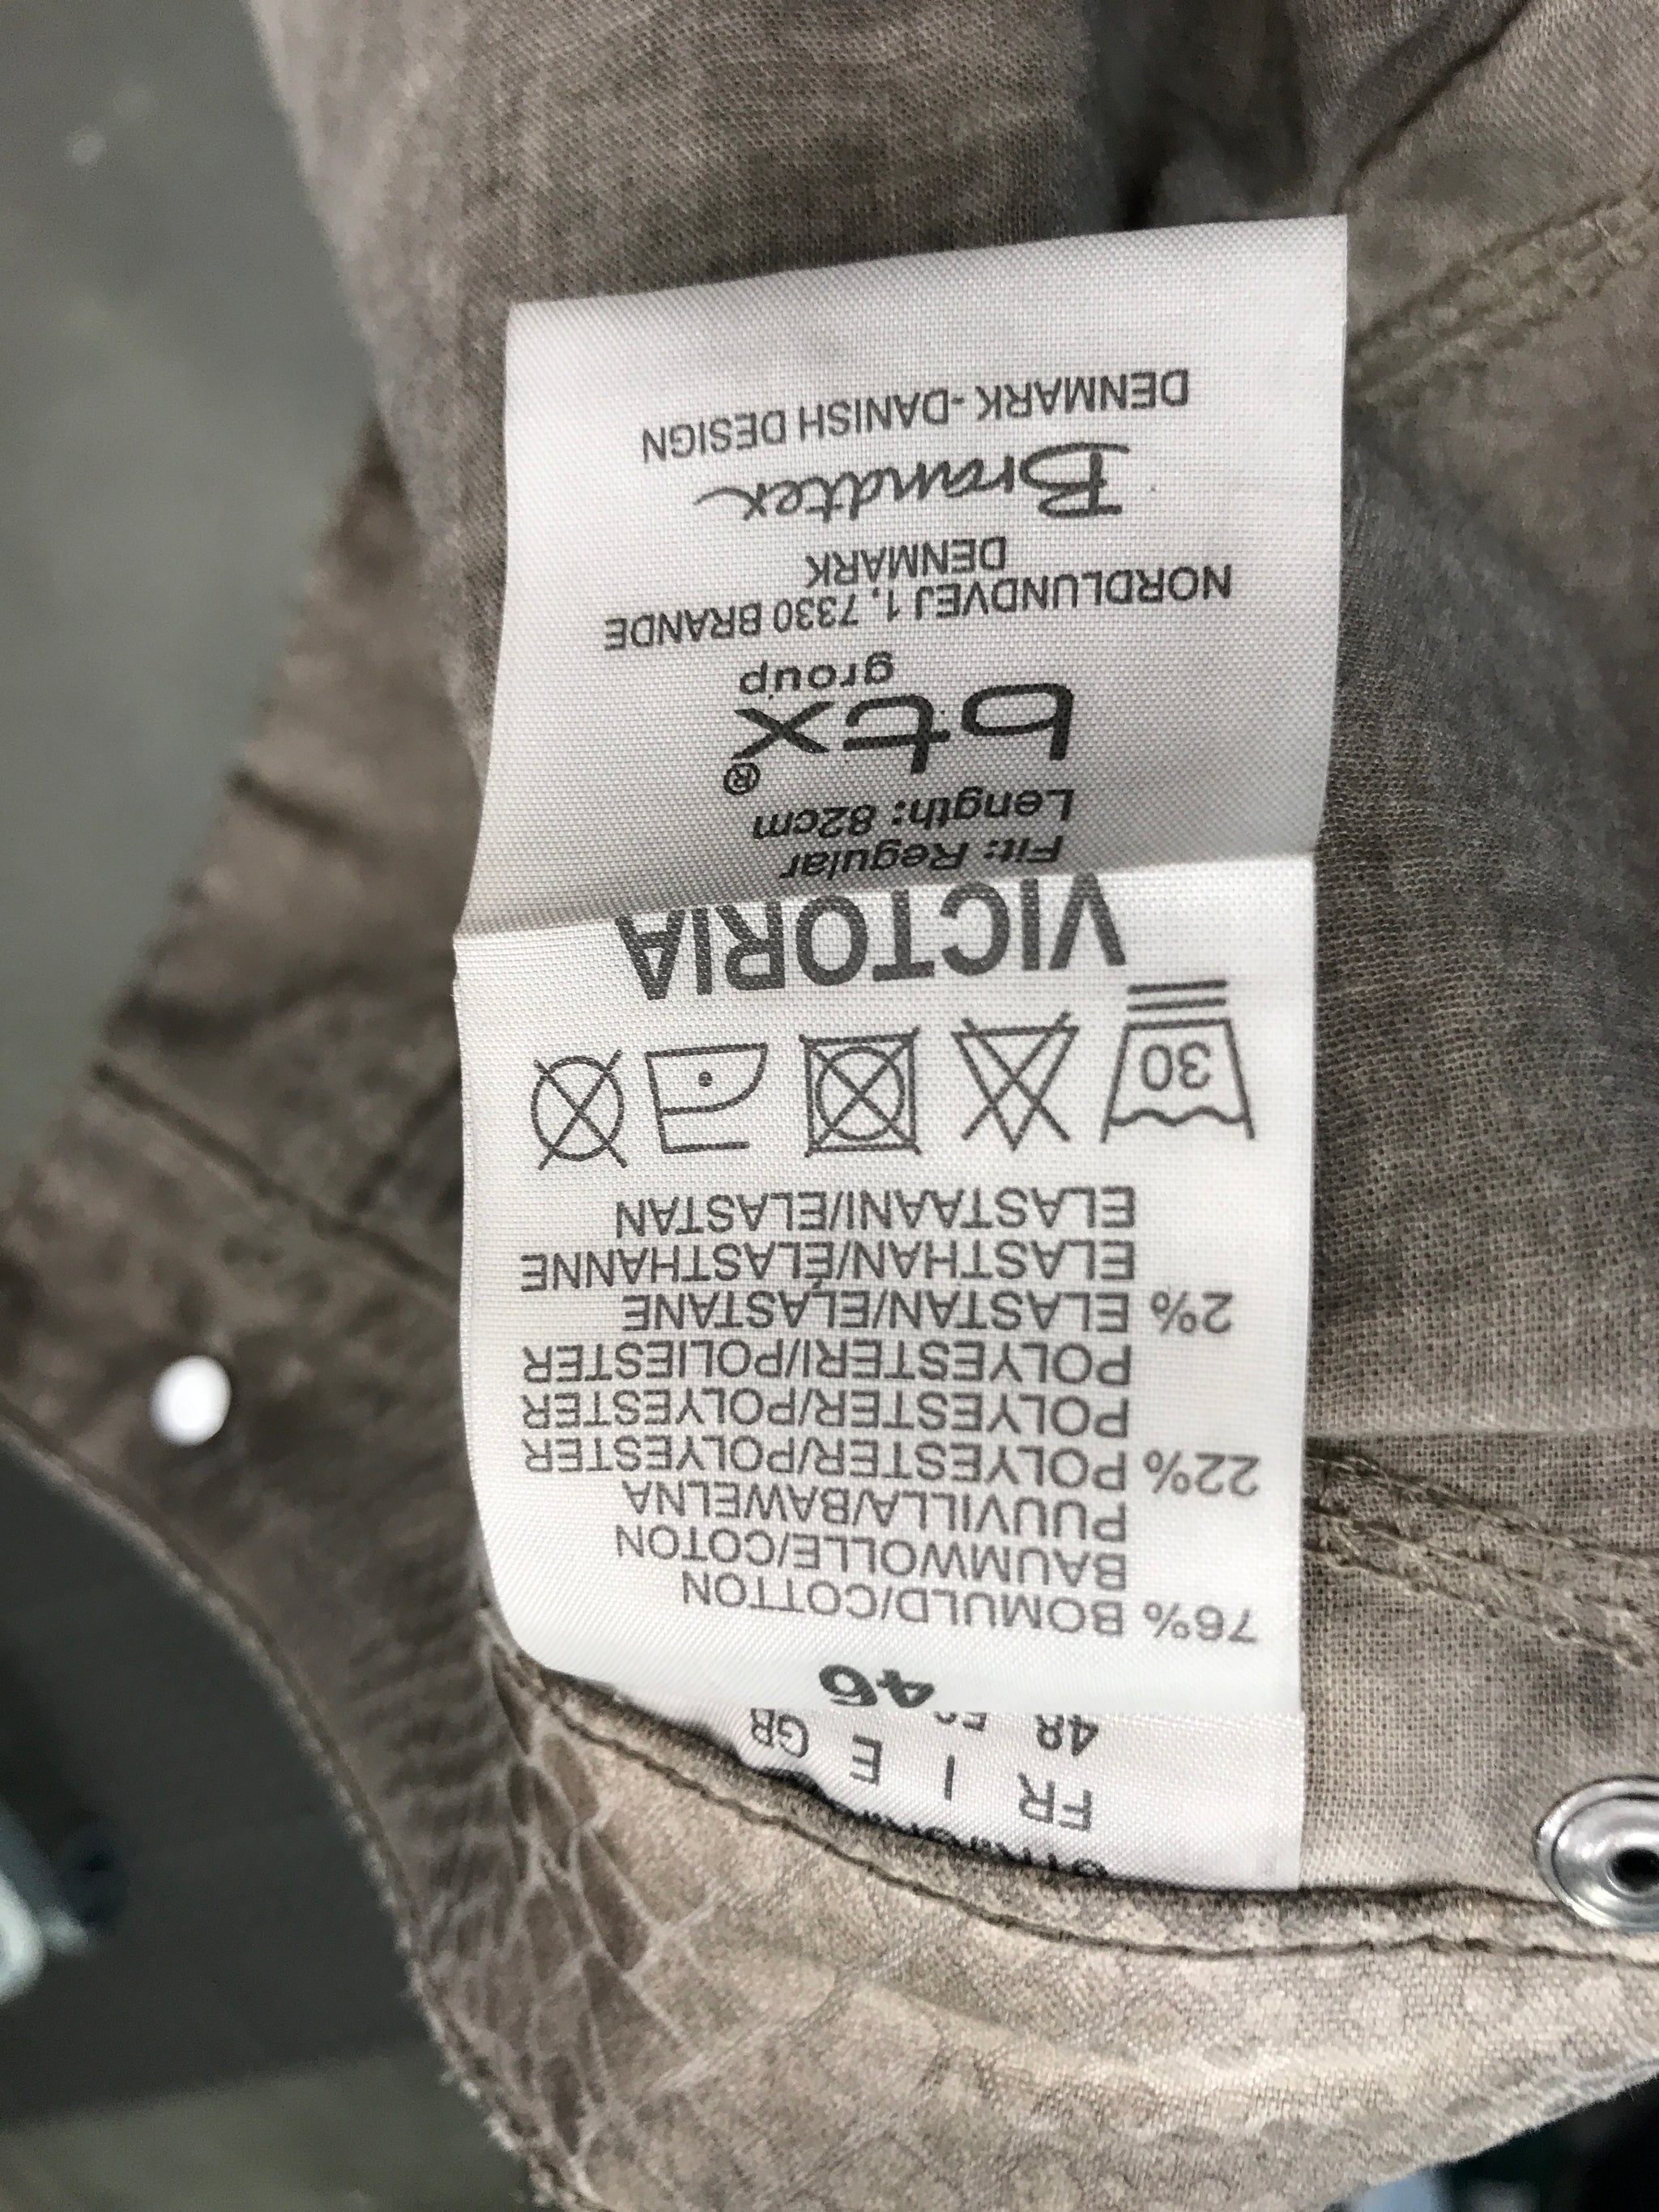 FR I E GB
48
46
76% BOMULD/COTTON
BAUMWOLLE/COTON
PUUVILLA/BAWELNA
22% POLYESTER/POLYESTER
POLYESTER/POLYESTER
POLYESTERI/POLIESTER
2% ELASTAN/ELASTANE
ELASTHAN/ÉLASTHANNE
ELASTAANI/ELASTAN
30
VICTORIA
Fit: Regular
Length: 82cm
btx®
group
NORDLUNDVEJ 1, 7330 BRANDE
DENMARK
Brandtex
DENMARK - DANISH DESIGN